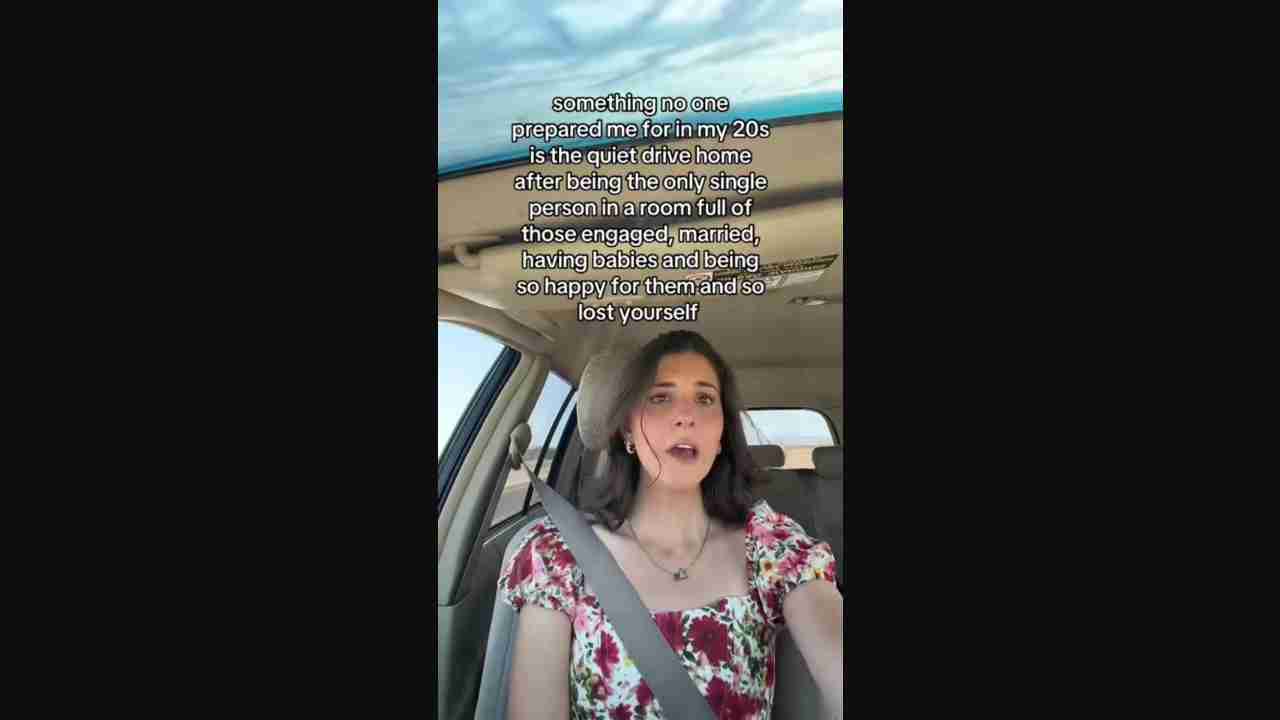 something no one
prepared me for in my 20s
is the quiet drive home
after being the only single
person in a room full of
those engaged, married,
having babies and being
so happy for them and so
lost yourself